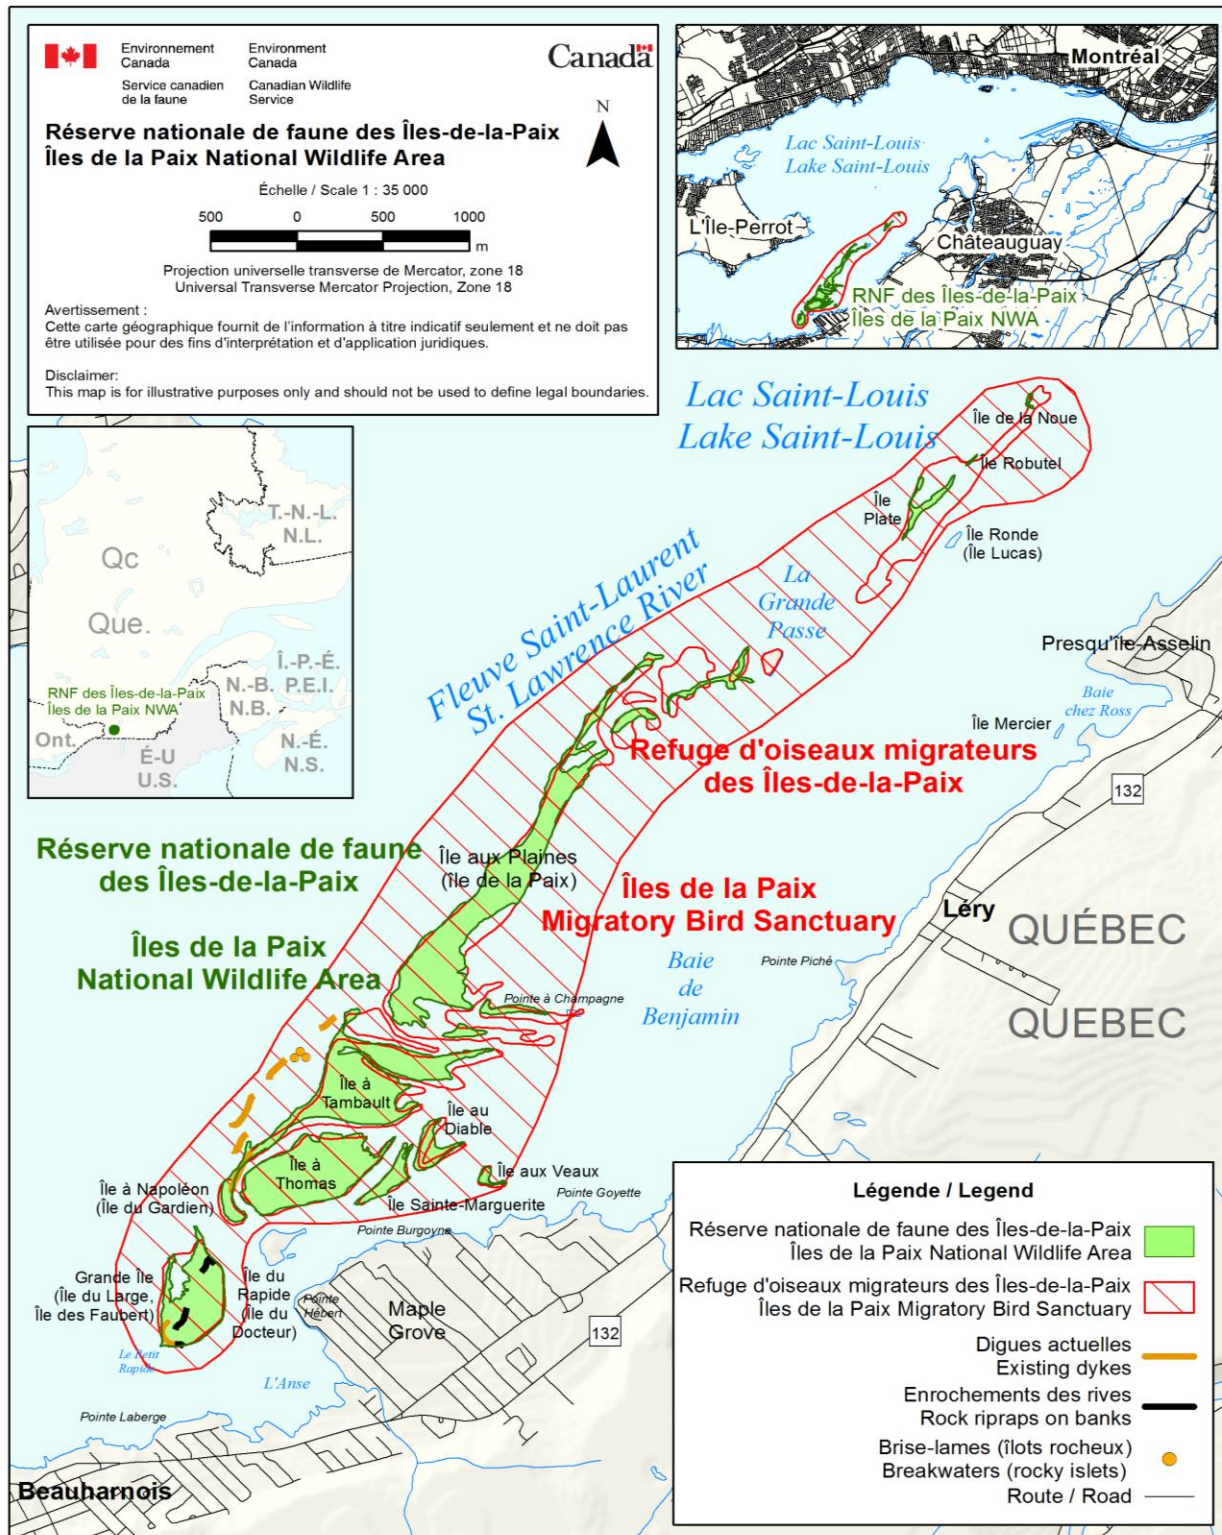 Environnement
Canada
Environment
Canada
Service canadien
de la faune
Canadian Wildlife
Service
Canada
Réserve nationale de faune des Îles-de-la-Paix
Îles de la Paix National Wildlife Area
N
Échelle / Scale 1 : 35 000
500 0 500 1000
m
Projection universelle transverse de Mercator, zone 18
Universal Transverse Mercator Projection, Zone 18
Avertissement :
Cette carte géographique fournit de l'information à titre indicatif seulement et ne doit pas
être utilisée pour des fins d'interprétation et d'application juridiques.
Disclaimer:
This map is for illustrative purposes only and should not be used to define legal boundaries.
Montréal
Lac Saint-Louis
Lake Saint-Louis
L'Île-Perrot
Châteauguay
RNF des Îles-de-la-Paix
Îles de la Paix NWA
T.-N.-L.
N.L.
Qc
Que.
Î.-P.-É.
P.E.I.
N.-B.
N.B.
RNF des Îles-de-la-Paix
Îles de la Paix NWA
Ont.
É-U
U.S.
N.-É.
N.S.
Lac Saint-Louis
Lake Saint-Louis
Île de la Noue
Île Robutel
Île
Plate
Île Ronde
(Île Lucas)
La
Grande
Passe
Fleuve Saint-Laurent
St. Lawrence River
Presqu'île-Asselin
Baie
chez Ross
Île Mercier
132
Refuge d'oiseaux migrateurs
des Îles-de-la-Paix
Réserve nationale de faune
des Îles-de-la-Paix
Île aux Plaines
(île de la Paix)
Îles de la Paix
Migratory Bird Sanctuary
Léry
QUÉBEC
QUEBEC
Îles de la Paix
National Wildlife Area
Baie
de
Benjamin
Pointe Piché
Pointe à Champagne
Île à
Tambault
Île au
Diable
Île à
Thomas
Île aux Veaux
Île à Napoléon
(Île du Gardien)
Île Sainte-Marguerite
Pointe Goyette
Pointe Burgoyne
Grande Île
(Île du Large,
Île des Faubert)
Île du
Rapide
(Île du
Docteur)
Pointe
Hébert
Maple
Grove
132
Le Petit
Rapide
L'Anse
Pointe Laberge
Beauharnois
Légende / Legend
Réserve nationale de faune des Îles-de-la-Paix
Îles de la Paix National Wildlife Area
Refuge d'oiseaux migrateurs des Îles-de-la-Paix
Îles de la Paix Migratory Bird Sanctuary
Digues actuelles
Existing dykes
Enrochements des rives
Rock ripraps on banks
Brise-lames (îlots rocheux)
Breakwaters (rocky islets)
Route / Road